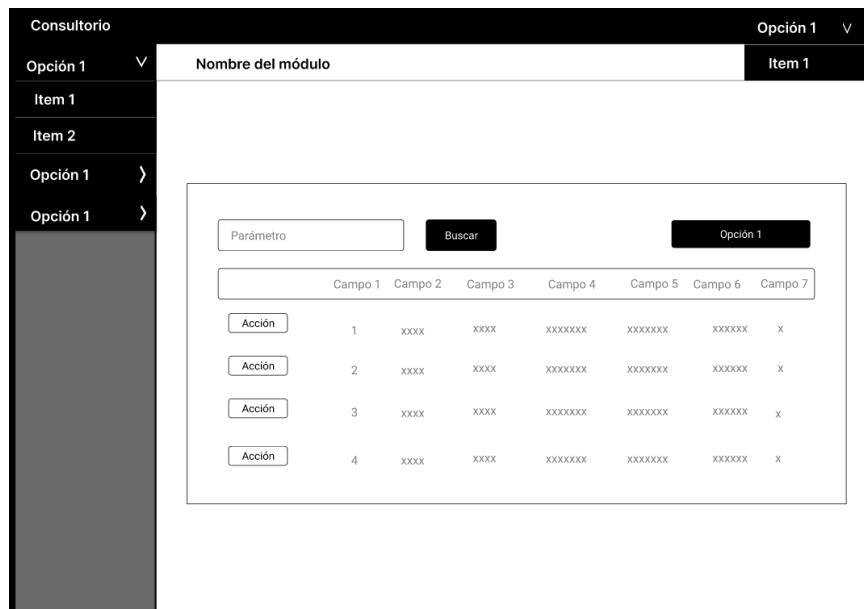 Consultorio Opción 1 v
Opción 1 v Nombre del módulo Item 1
Item 1
Item 2
Opción 1 >
Opción 1 >
Parámetro Buscar Opción 1
Campo 1 Campo 2 Campo 3 Campo 4 Campo 5 Campo 6 Campo 7
Acción 1 xxxx xxxx xxxxxxx xxxxxxx xxxxxx x
Acción 2 xxxx xxxx xxxxxxx xxxxxxx xxxxxx x
Acción 3 xxxx xxxx xxxxxxx xxxxxxx xxxxxx x
Acción 4 xxxx xxxx xxxxxxx xxxxxxx xxxxxx x